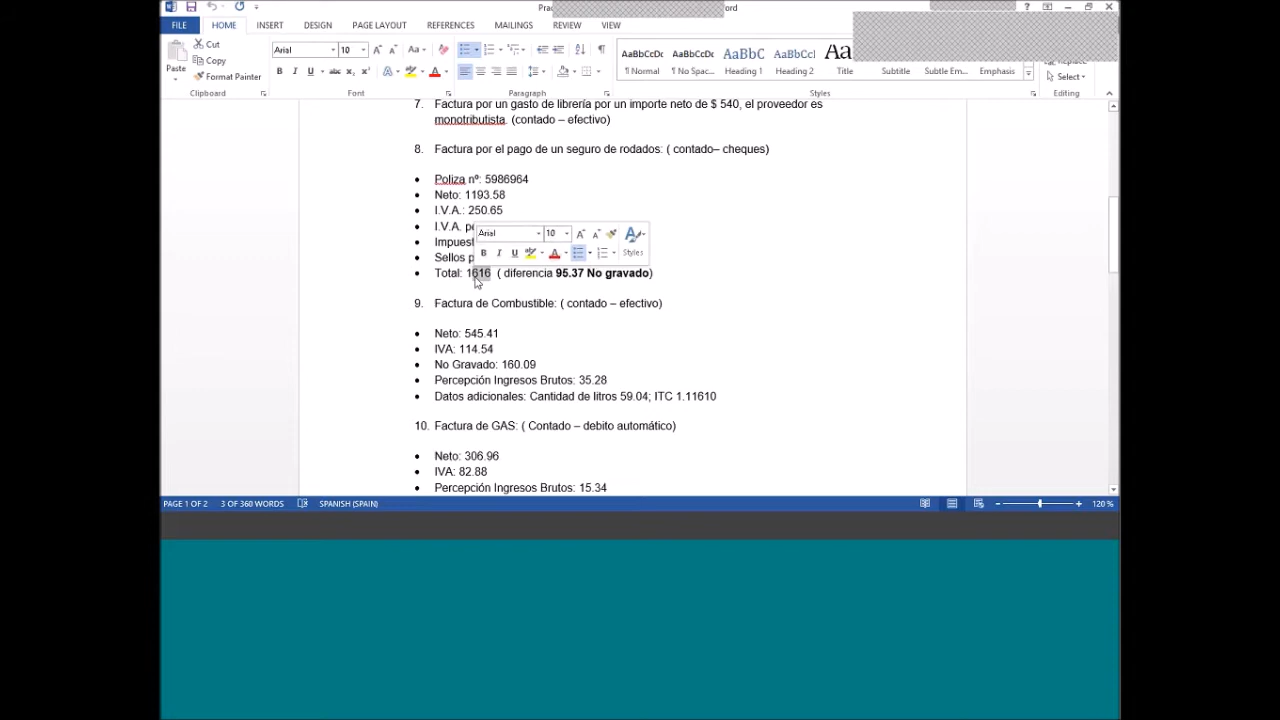 Prac
ord
FILE HOME INSERT DESIGN PAGE LAYOUT REFERENCES MAILINGS REVIEW VIEW
Paste
Cut
Copy
Format Painter
Arial 10
AaBbCcDc AaBbCcDc AaBbC AaBbCcl AaB
¶ Normal ¶ No Spac... Heading 1 Heading 2 Title Subtitle Subtle Em... Emphasis
Replace
Select
Clipboard Font Paragraph Styles Editing
7. Factura por un gasto de librería por un importe neto de $ 540, el proveedor es
monotributista. (contado – efectivo)
8. Factura por el pago de un seguro de rodados: ( contado– cheques)
• Poliza nº: 5986964
• Neto: 1193.58
• I.V.A.: 250.65
• I.V.A. pe
• Impuest
• Sellos p
Arial 10
Styles
• Total: 1616 ( diferencia 95.37 No gravado)
9. Factura de Combustible: ( contado – efectivo)
• Neto: 545.41
• IVA: 114.54
• No Gravado: 160.09
• Percepción Ingresos Brutos: 35.28
• Datos adicionales: Cantidad de litros 59.04; ITC 1.11610
10. Factura de GAS: ( Contado – debito automático)
• Neto: 306.96
• IVA: 82.88
• Percepción Ingresos Brutos: 15.34
PAGE 1 OF 2 3 OF 360 WORDS SPANISH (SPAIN) 120 %